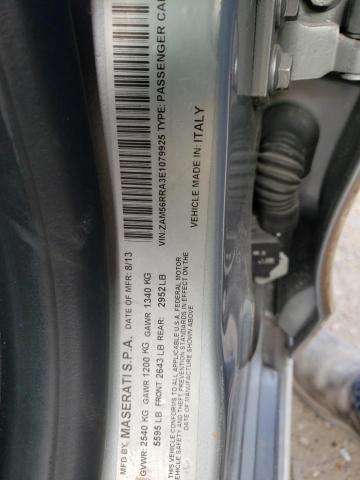 MFD BY: MASERATI S.P.A. DATE OF MFR: 8/13
GVWR: 2540 KG GAWR 1200 KG GAWR 1340 KG
5595 LB FRONT 2643 LB REAR: 2952LB
THIS VEHICLE CONFORMS TO ALL APPLICABLE U.S.A. FEDERAL MOTOR
VEHICLE SAFETY AND THEFT PREVENTION STANDARDS IN EFFECT ON THE
DATE OF MANUFACTURE SHOWN ABOVE
VIN:ZAM56RRA3E1079925 TYPE: PASSENGER CAR
VEHICLE MADE IN: ITALY